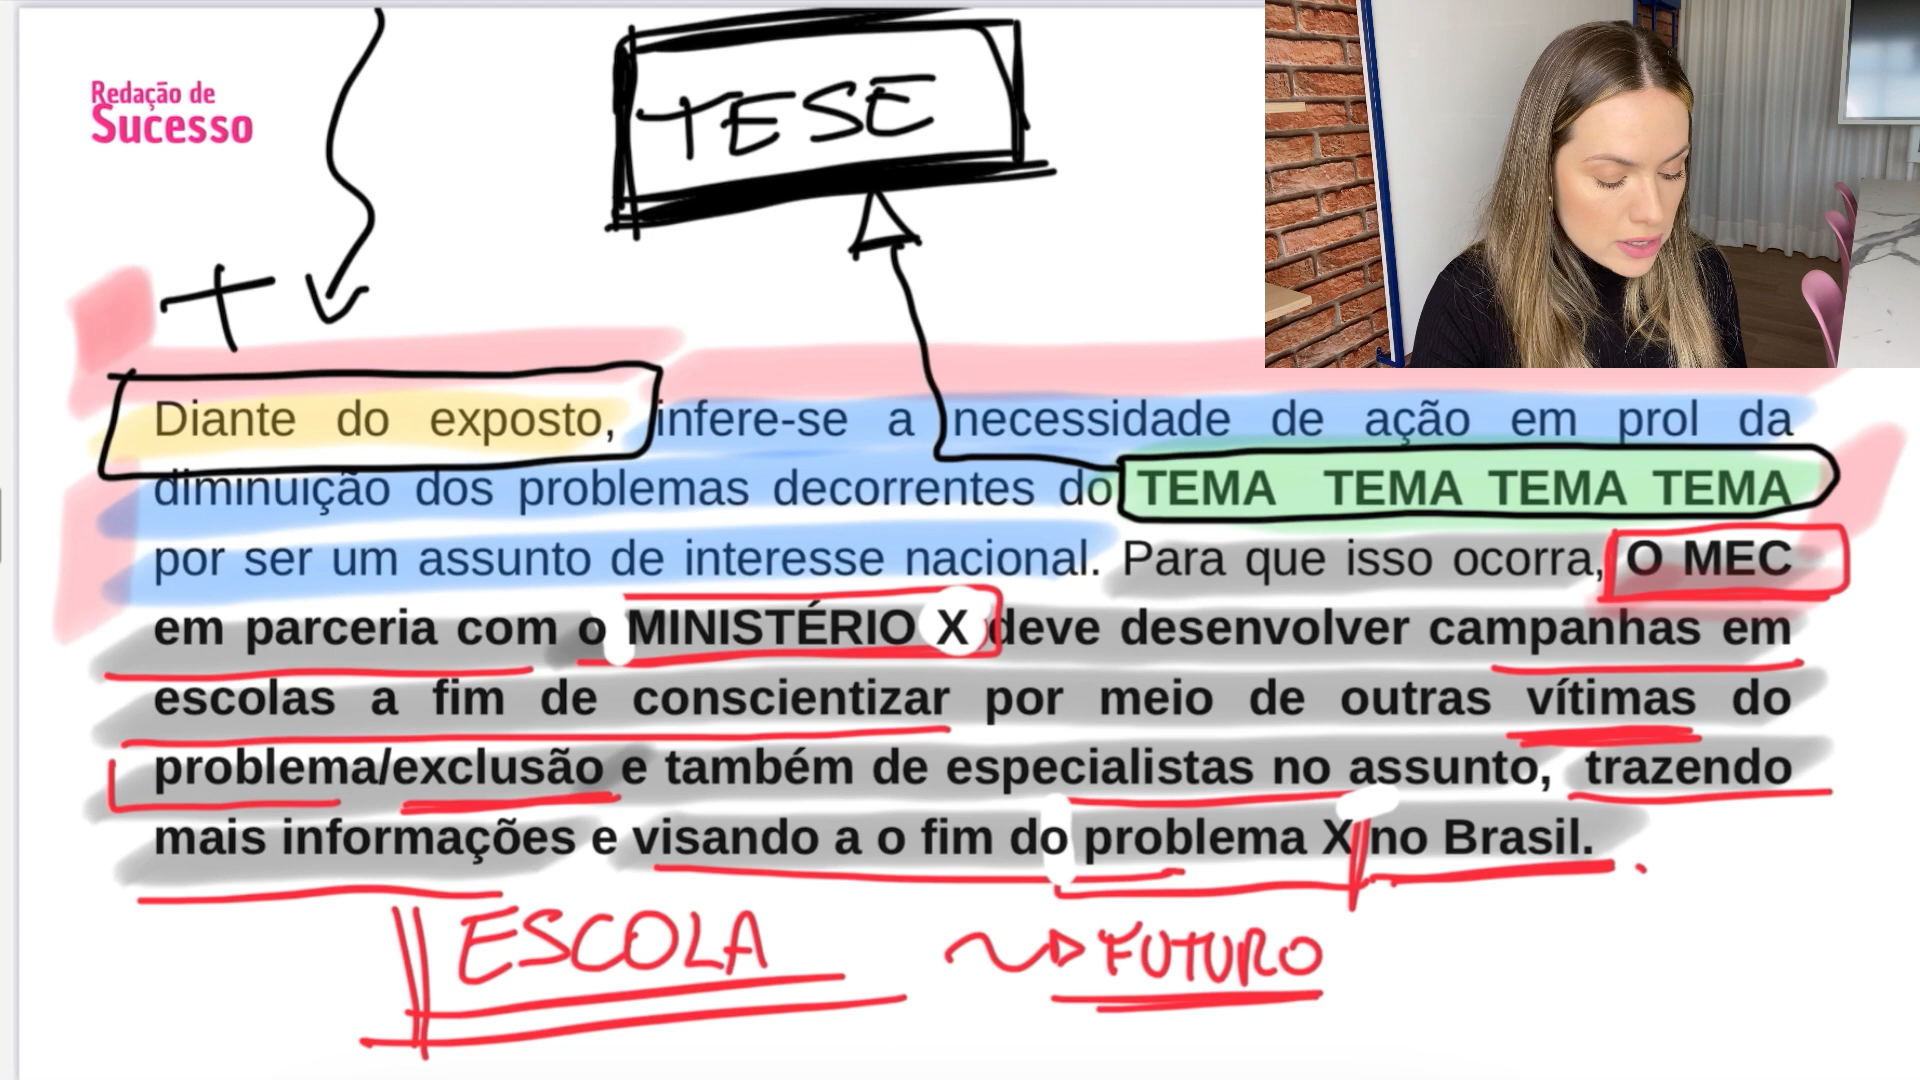 Redação de
Sucesso
TESE
Diante do exposto, infere-se a necessidade de ação em prol da
diminuição dos problemas decorrentes do TEMA TEMA TEMA TEMA
por ser um assunto de interesse nacional. Para que isso ocorra, O MEC
em parceria com o MINISTÉRIO X deve desenvolver campanhas em
escolas a fim de conscientizar por meio de outras vítimas do
problema/exclusão e também de especialistas no assunto, trazendo
mais informações e visando a o fim do problema X no Brasil.
ESCOLA FUTURO